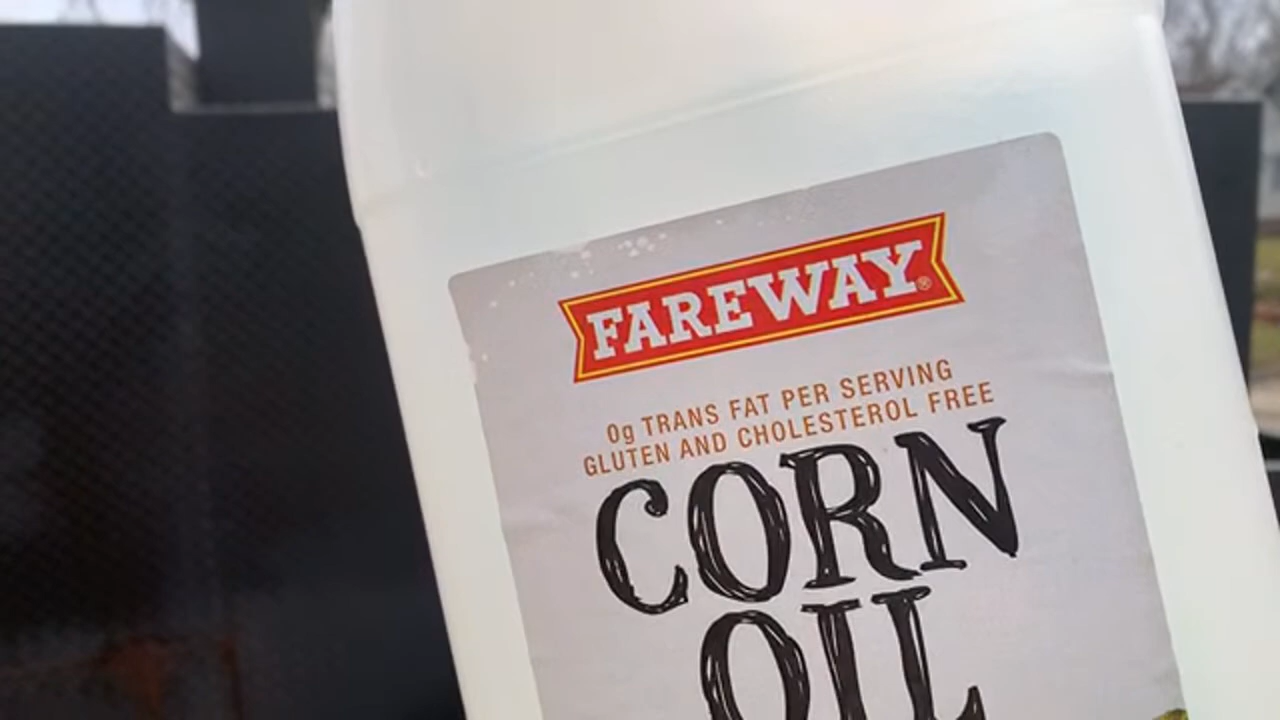 FAREWAY®
0g TRANS FAT PER SERVING
GLUTEN AND CHOLESTEROL FREE
CORN
OIL